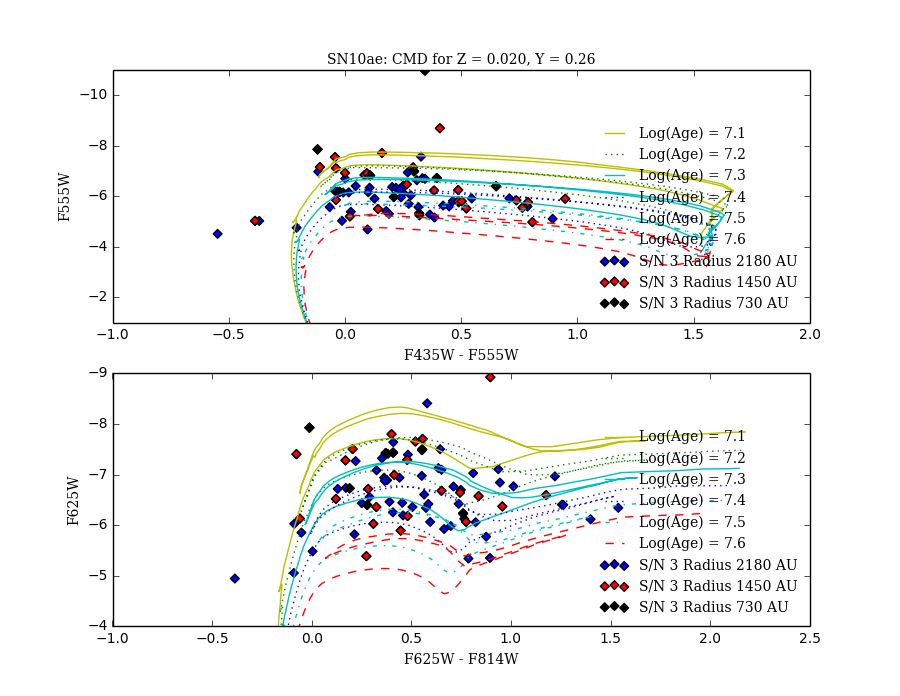 SN10ae: CMD for Z = 0.020, Y = 0.26
−10
−8
−6
−4
−2
F555W
Log(Age) = 7.1
Log(Age) = 7.2
Log(Age) = 7.3
Log(Age) = 7.4
Log(Age) = 7.5
Log(Age) = 7.6
S/N 3 Radius 2180 AU
S/N 3 Radius 1450 AU
S/N 3 Radius 730 AU
−1.0 −0.5 0.0 0.5 1.0 1.5 2.0
F435W - F555W
−9
−8
−7
−6
−5
−4
F625W
Log(Age) = 7.1
Log(Age) = 7.2
Log(Age) = 7.3
Log(Age) = 7.4
Log(Age) = 7.5
Log(Age) = 7.6
S/N 3 Radius 2180 AU
S/N 3 Radius 1450 AU
S/N 3 Radius 730 AU
−1.0 −0.5 0.0 0.5 1.0 1.5 2.0 2.5
F625W - F814W